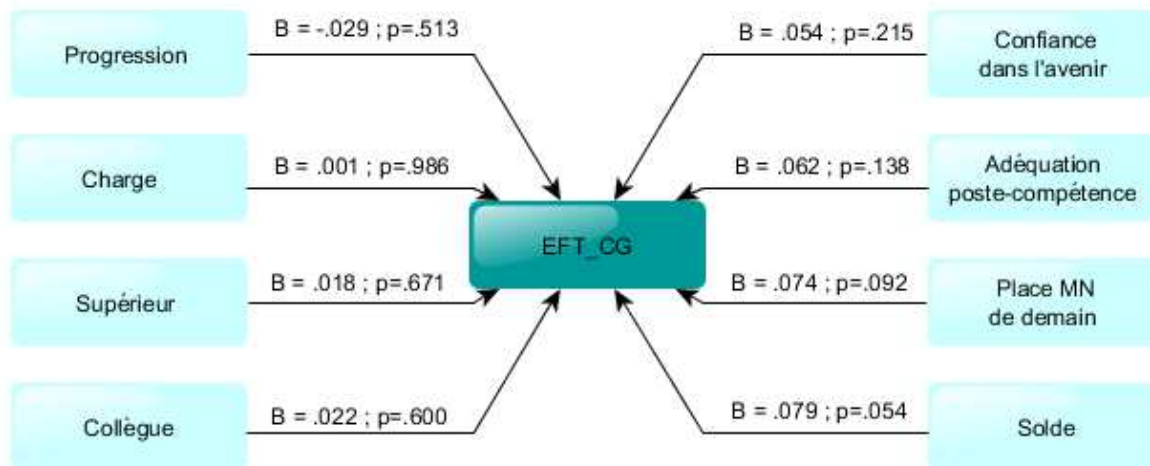 Progression
B = -.029 ; p=.513
B = .054 ; p=.215
Confiance
dans l'avenir
Charge
B = .001 ; p=.986
B = .062 ; p=.138
Adéquation
poste-compétence
EFT_CG
Supérieur
B = .018 ; p=.671
B = .074 ; p=.092
Place MN
de demain
Collègue
B = .022 ; p=.600
B = .079 ; p=.054
Solde